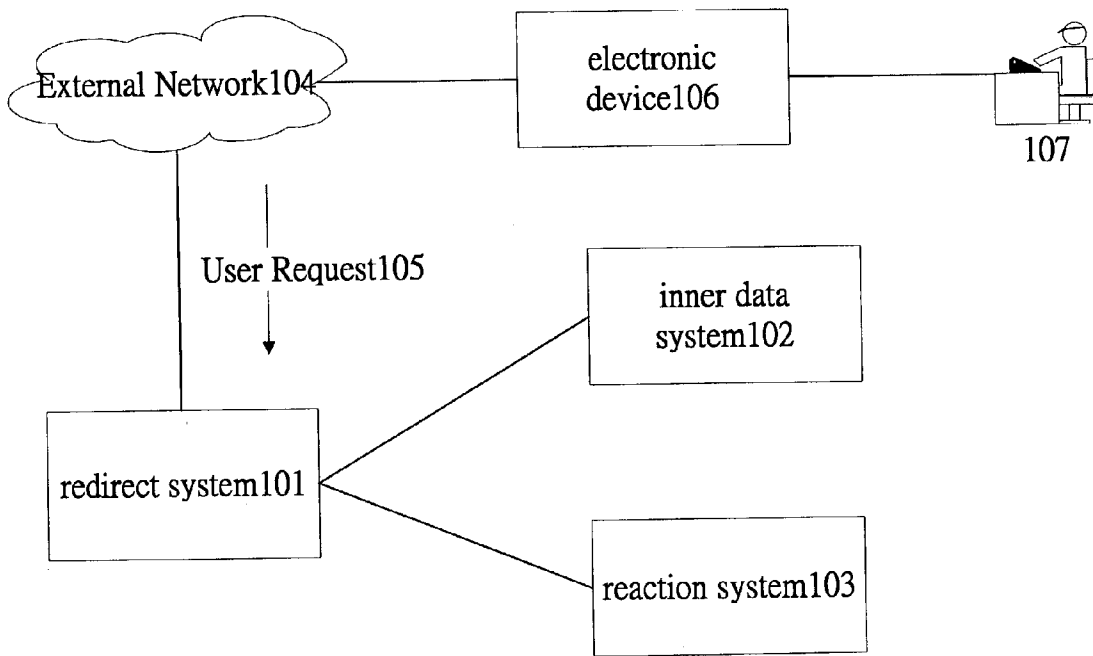 External Network104
electronic
device106
107
User Request105
inner data
system102
redirect system101
reaction system103